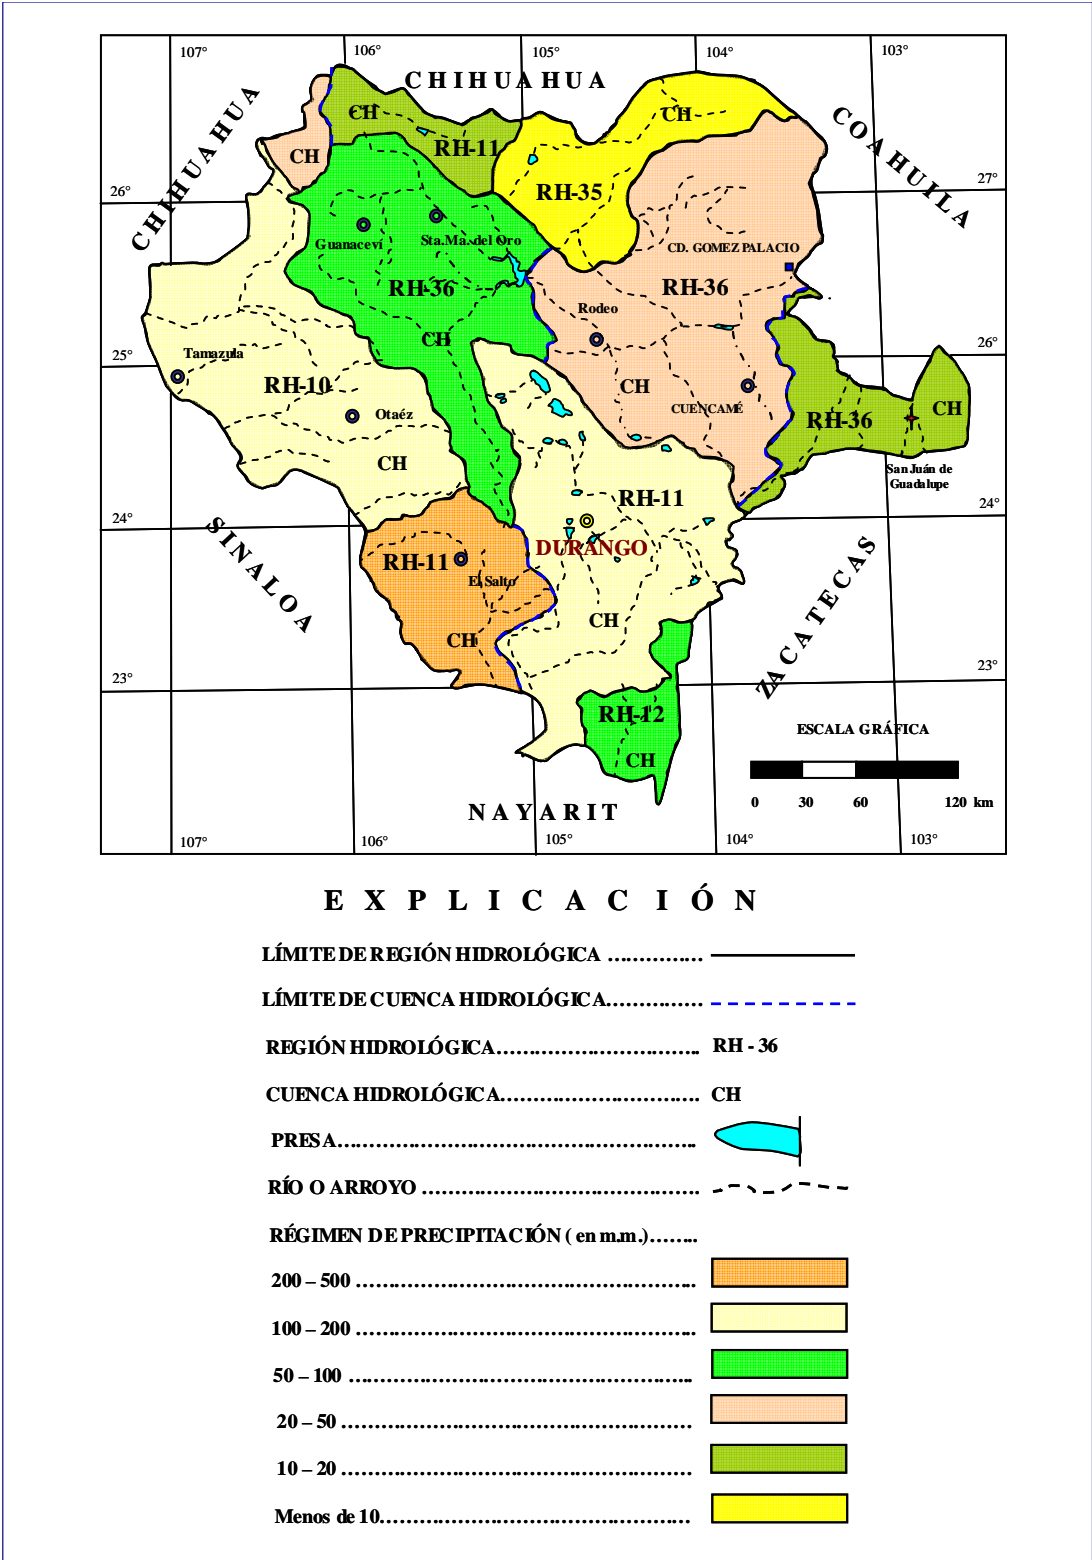 107°
106°
105°
104°
103°
CHIHUAHUA
CHIHUAHUA
COAHUILA
CH
CH
RH-11
CH
RH-35
CH
26°
27°
Guanaceví
Sta.Ma. del Oro
CD. GOMEZ PALACIO
RH-36
RH-36
Rodeo
CH
25°
26°
Tamazula
RH-10
Otaéz
CH
CUENCAMÉ
RH-36
CH
CH
San Juán de
Guadalupe
RH-11
24°
24°
SINALOA
DURANGO
RH-11
El Salto
CH
CH
ZACATECAS
23°
23°
RH-12
CH
ESCALA GRÁFICA
0 30 60 120 km
NAYARIT
107°
106°
105°
104°
103°
EXPLICACIÓN
LÍMITE DE REGIÓN HIDROLÓGICA ..............
LÍMITE DE CUENCA HIDROLÓGICA..............
REGIÓN HIDROLÓGICA.............................. RH - 36
CUENCA HIDROLÓGICA.............................. CH
PRESA......................................................
RÍO O ARROYO ..........................................
RÉGIMEN DE PRECIPITACIÓN ( en m.m.).......
200 – 500 ...................................................
100 – 200 ...................................................
50 – 100 ...................................................
20 – 50 .....................................................
10 – 20 .....................................................
Menos de 10...............................................